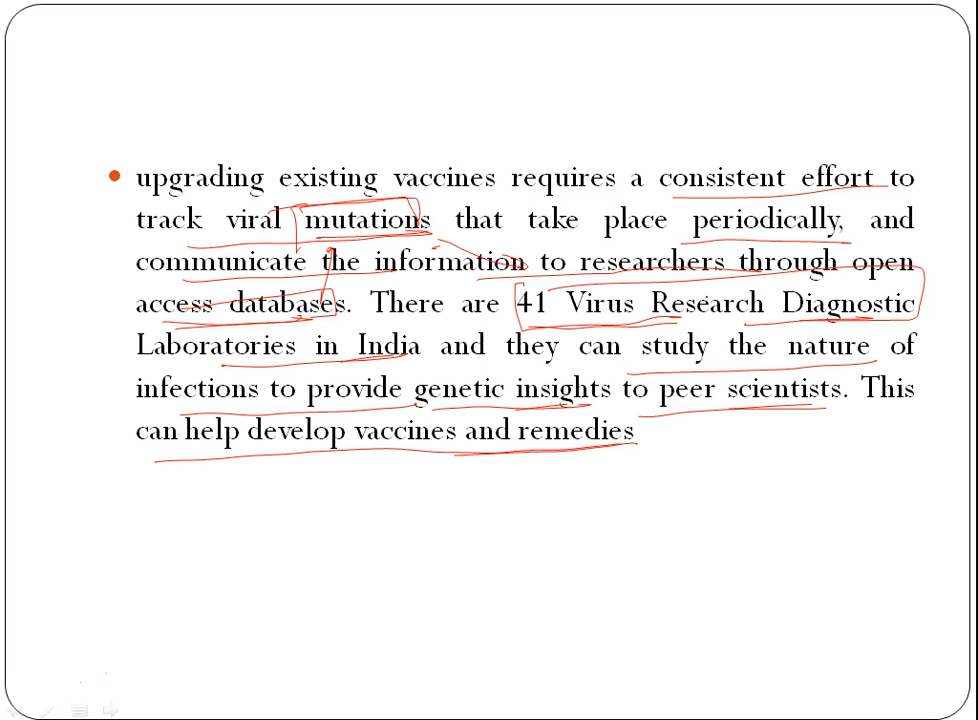 upgrading existing vaccines requires a consistent effort to
track viral mutations that take place periodically, and
communicate the information to researchers through open
access databases. There are 41 Virus Research Diagnostic
Laboratories in India and they can study the nature of
infections to provide genetic insights to peer scientists. This
can help develop vaccines and remedies